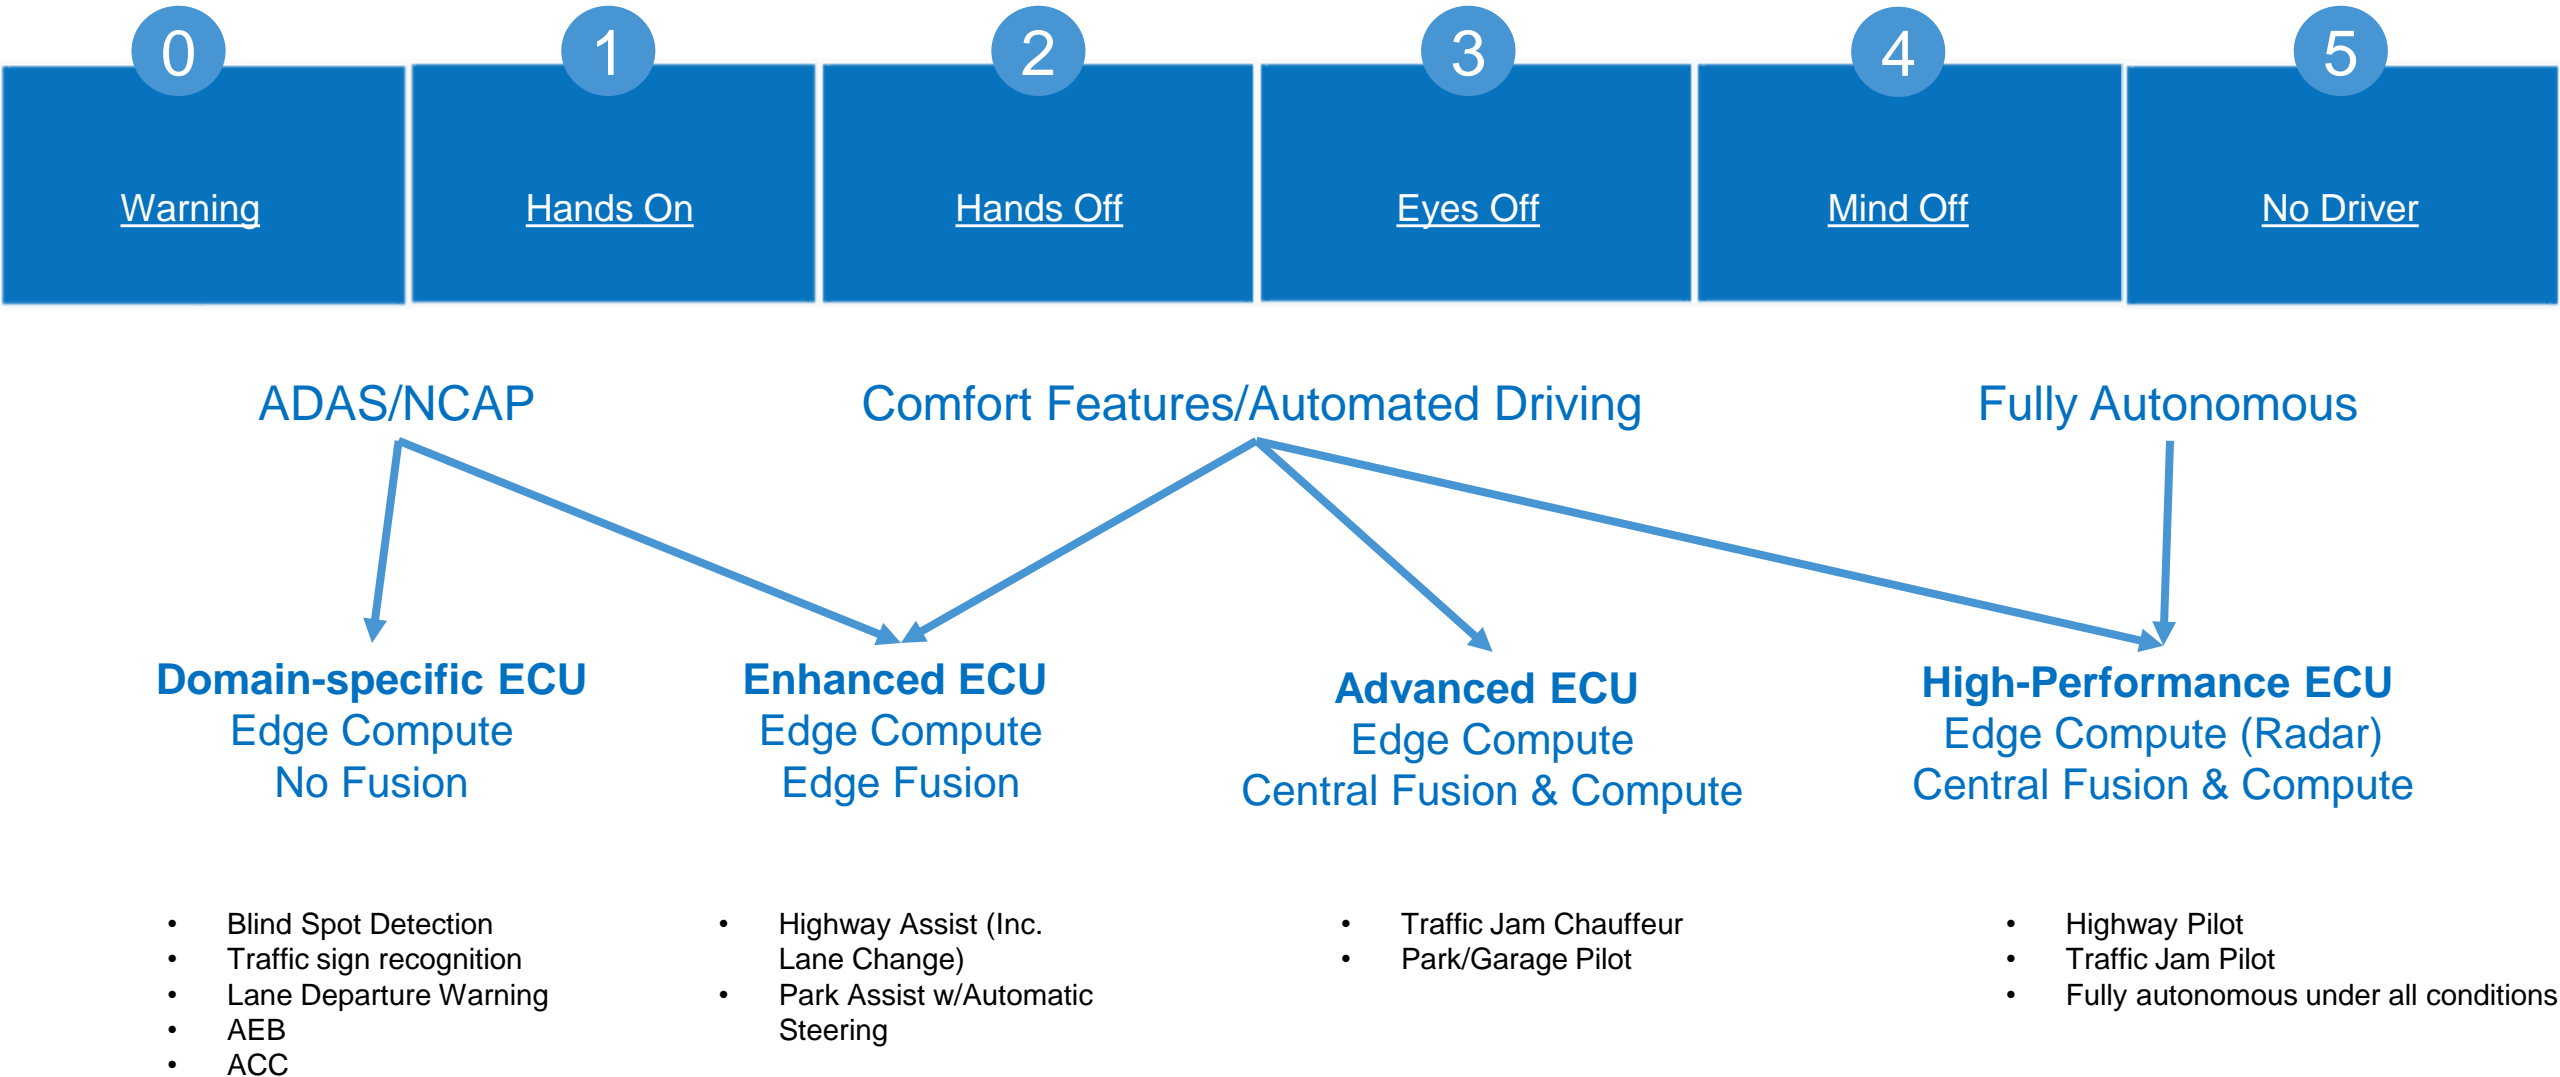 0
1
2
3
4
5
Warning
Hands On
Hands Off
Eyes Off
Mind Off
No Driver
ADAS/NCAP
Comfort Features/Automated Driving
Fully Autonomous
Domain-specific ECU
Edge Compute
No Fusion
Enhanced ECU
Edge Compute
Edge Fusion
Advanced ECU
Edge Compute
Central Fusion & Compute
High-Performance ECU
Edge Compute (Radar)
Central Fusion & Compute
• Blind Spot Detection
• Traffic sign recognition
• Lane Departure Warning
• AEB
• ACC
• Highway Assist (Inc.
Lane Change)
• Park Assist w/Automatic
Steering
• Traffic Jam Chauffeur
• Park/Garage Pilot
• Highway Pilot
• Traffic Jam Pilot
• Fully autonomous under all conditions